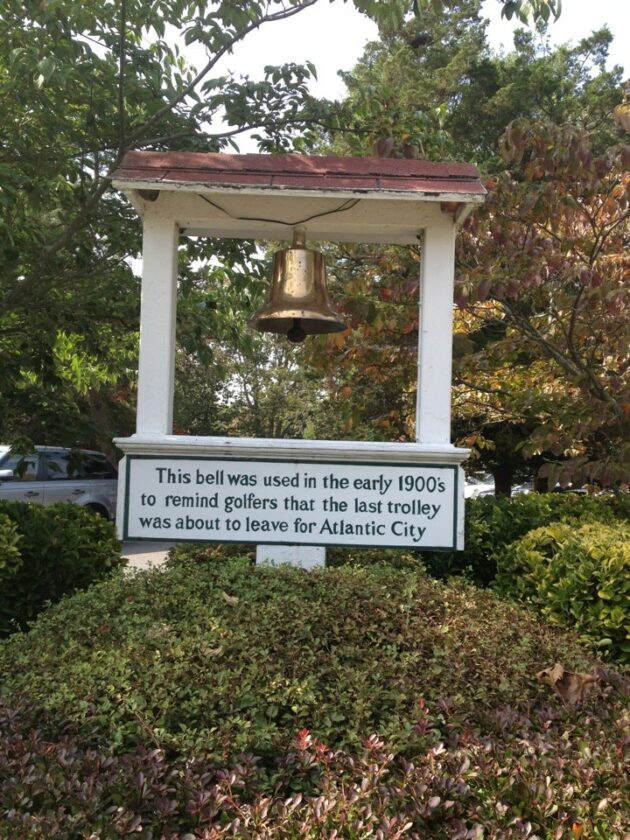 This bell was used in the early 1900's
to remind golfers that the last trolley
was about to leave for Atlantic City